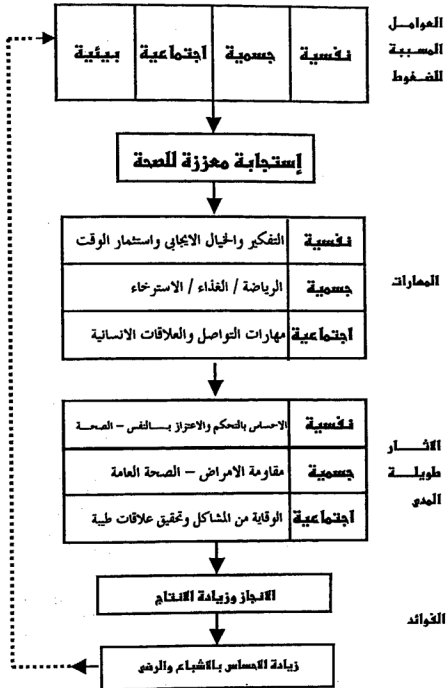 العوامل
المسببة
للضغوط
نفسية
جسمية
اجتماعية
بيئية
إستجابة معززة للصحة
المهارات
نفسية
التفكير والخيال الايجابى واستثمار الوقت
جسمية
الرياضة / الغذاء / الاسترخاء
اجتماعية
مهارات التواصل والعلاقات الانسانية
الاثار
طويلة
المدى
نفسية
الاحساس بالتحكم والاعتزاز بالنفس – الصحة
جسمية
مقاومة الامراض – الصحة العامة
اجتماعية
الوقاية من المشاكل وتحقيق علاقات طيبة
الفوائد
الانجاز وزيادة الانتاج
زيادة الاحساس بالاشباع والرضى